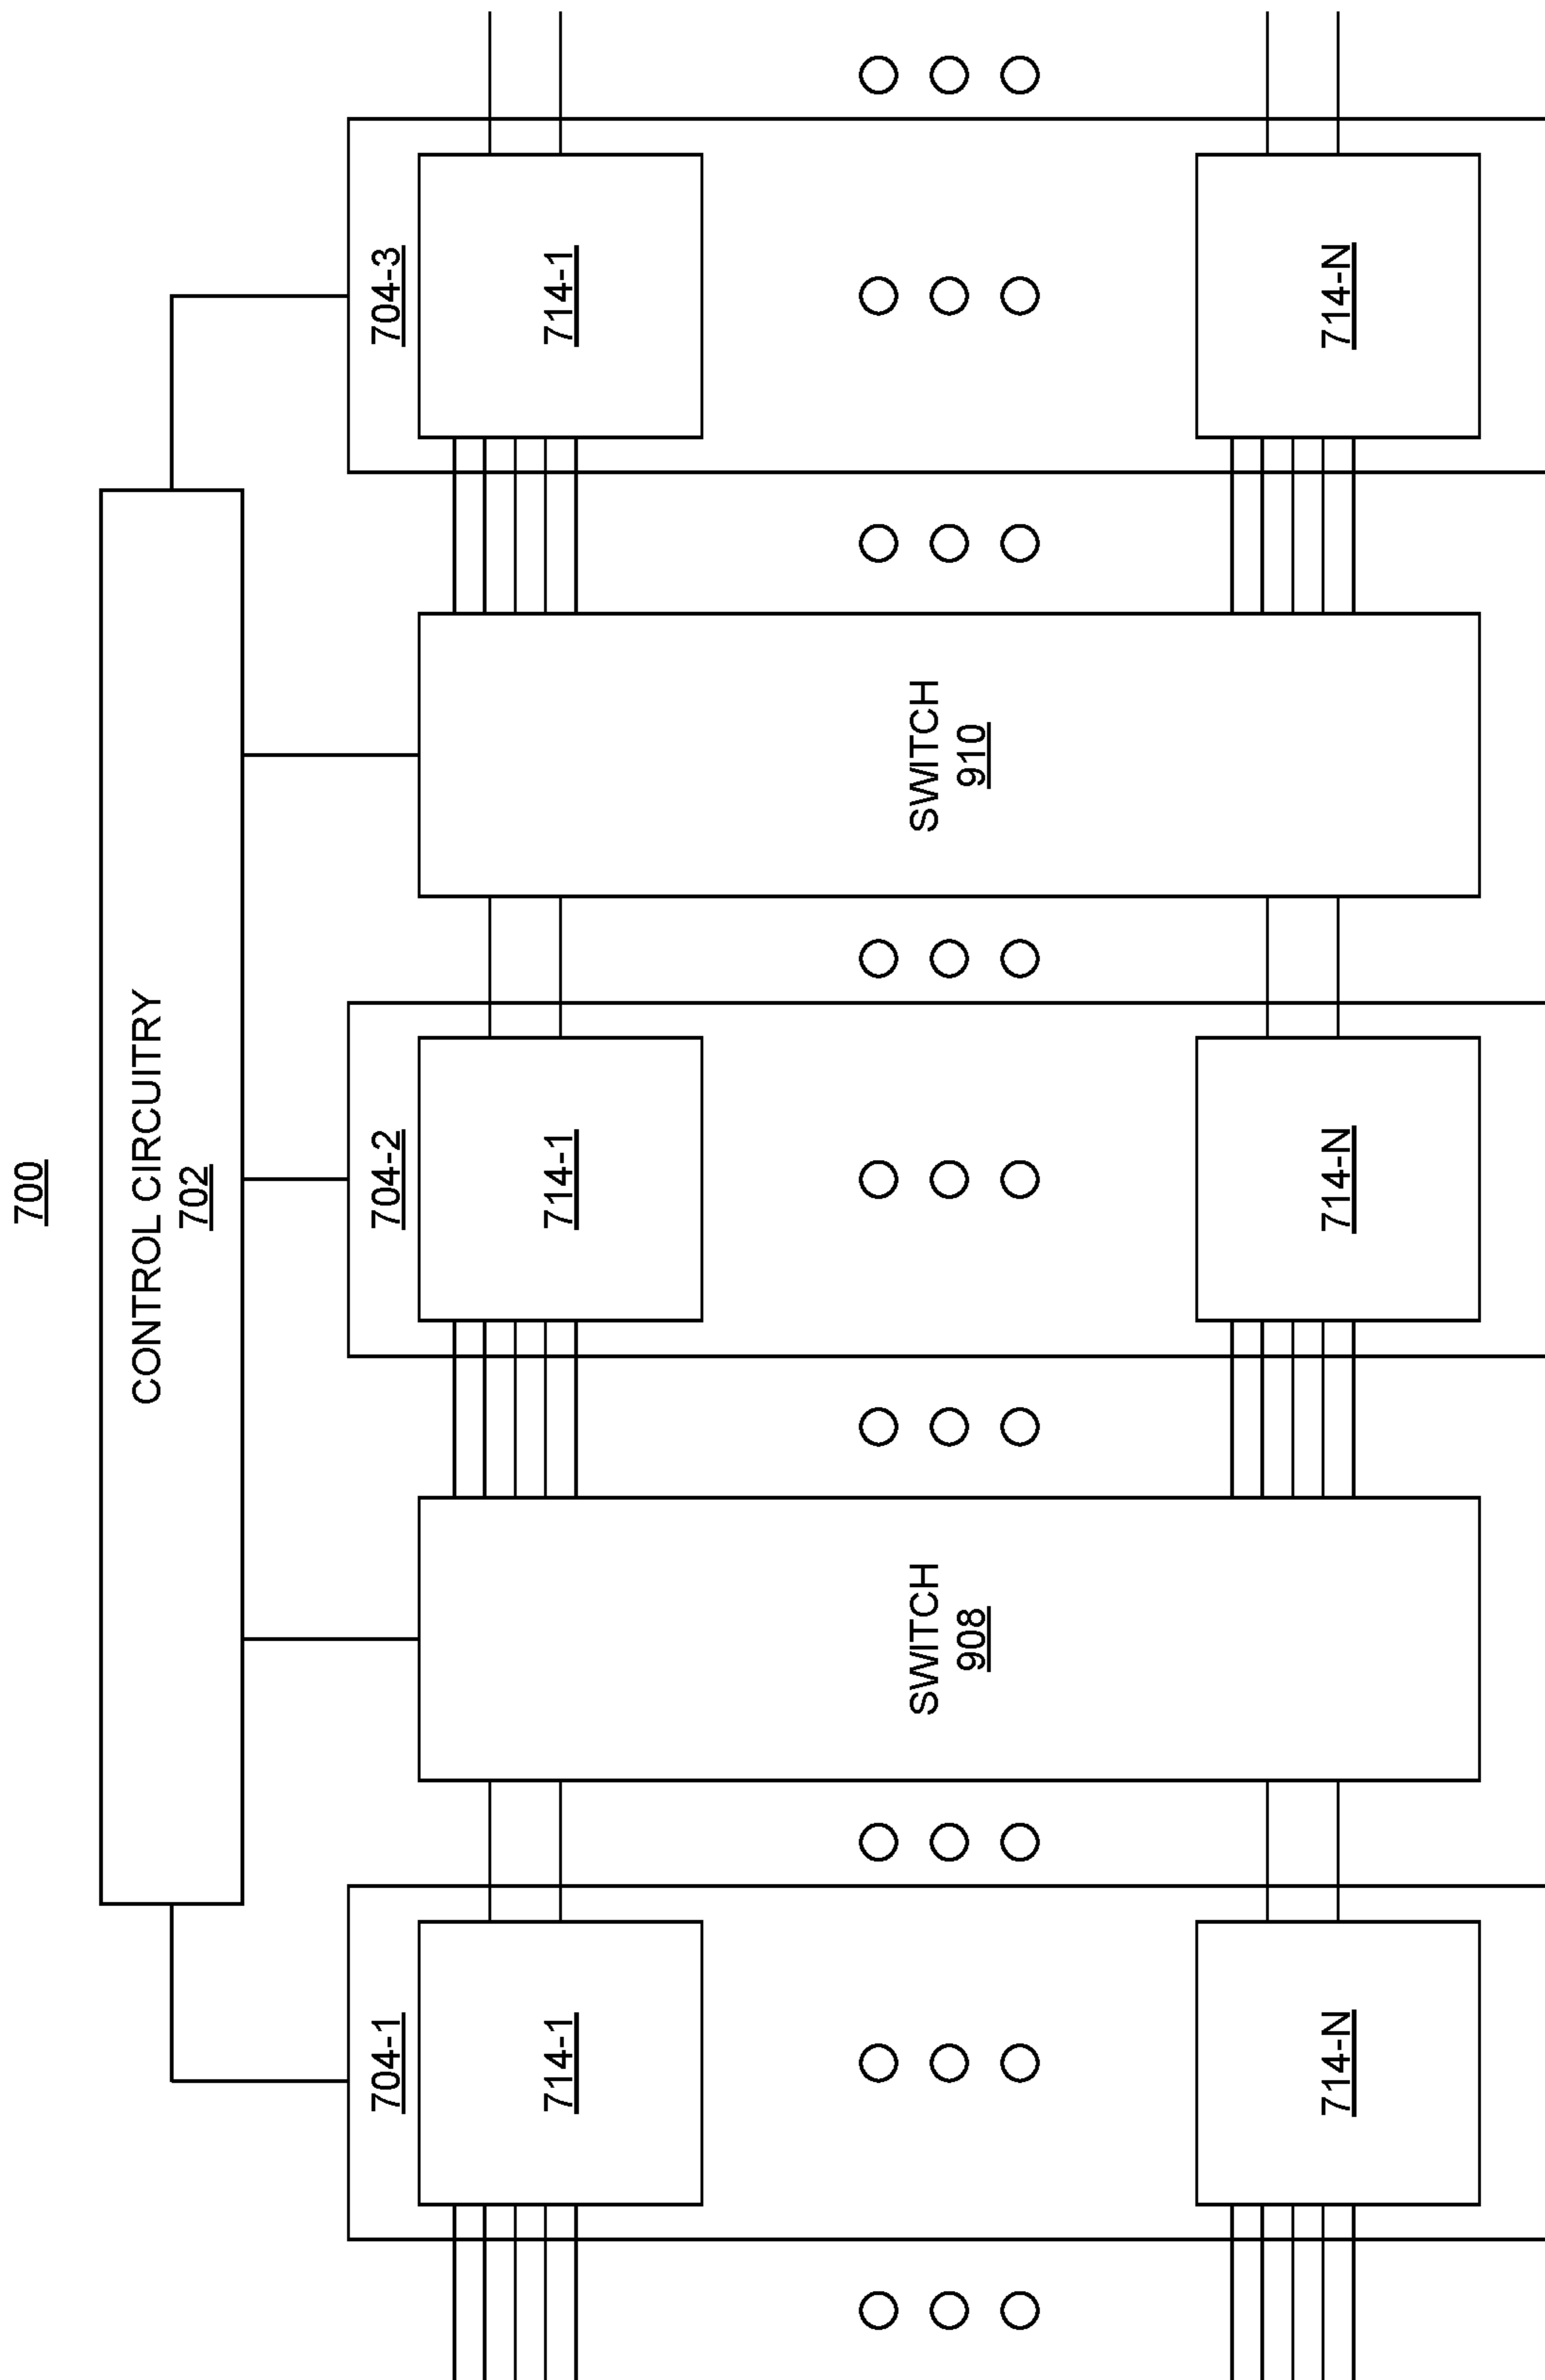 700
CONTROL CIRCUITRY
702
704-1
704-2
704-3
714-1
714-1
714-1
SWITCH
908
SWITCH
910
714-N
714-N
714-N